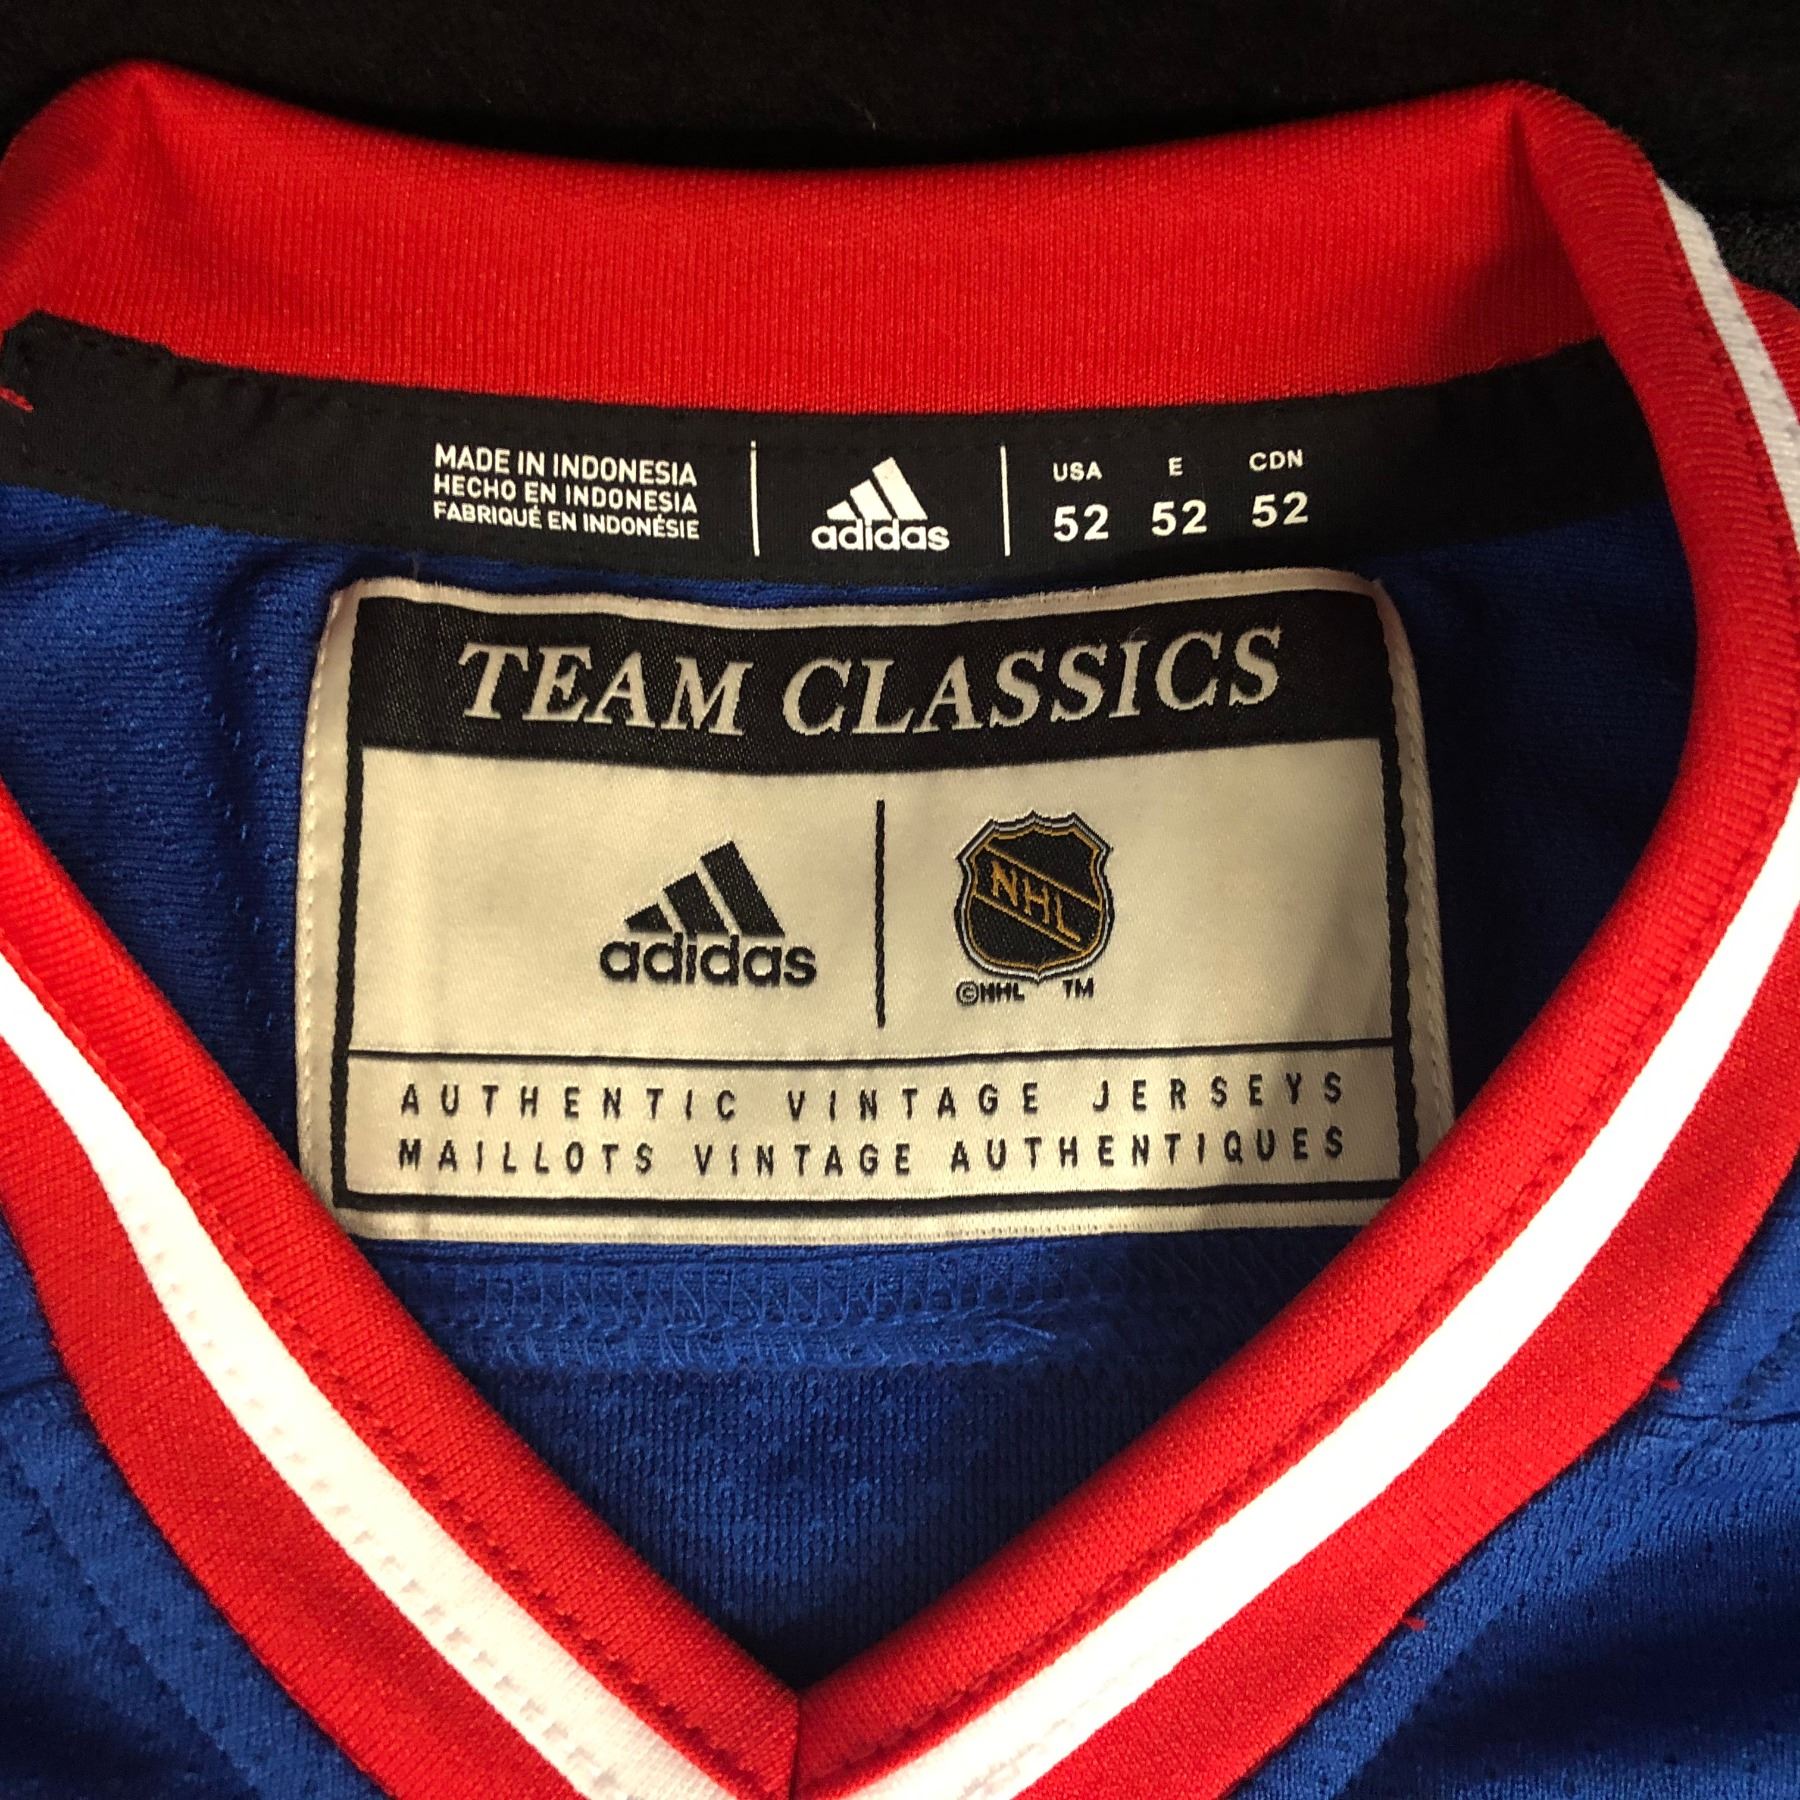 MADE IN INDONESIA
HECHO EN INDONESIA
FABRIQUÉ EN INDONÉSIE
adidas
USA E CDN
52 52 52
TEAM CLASSICS
adidas
NHL
©NHL TM
AUTHENTIC VINTAGE JERSEYS
MAILLOTS VINTAGE AUTHENTIQUES